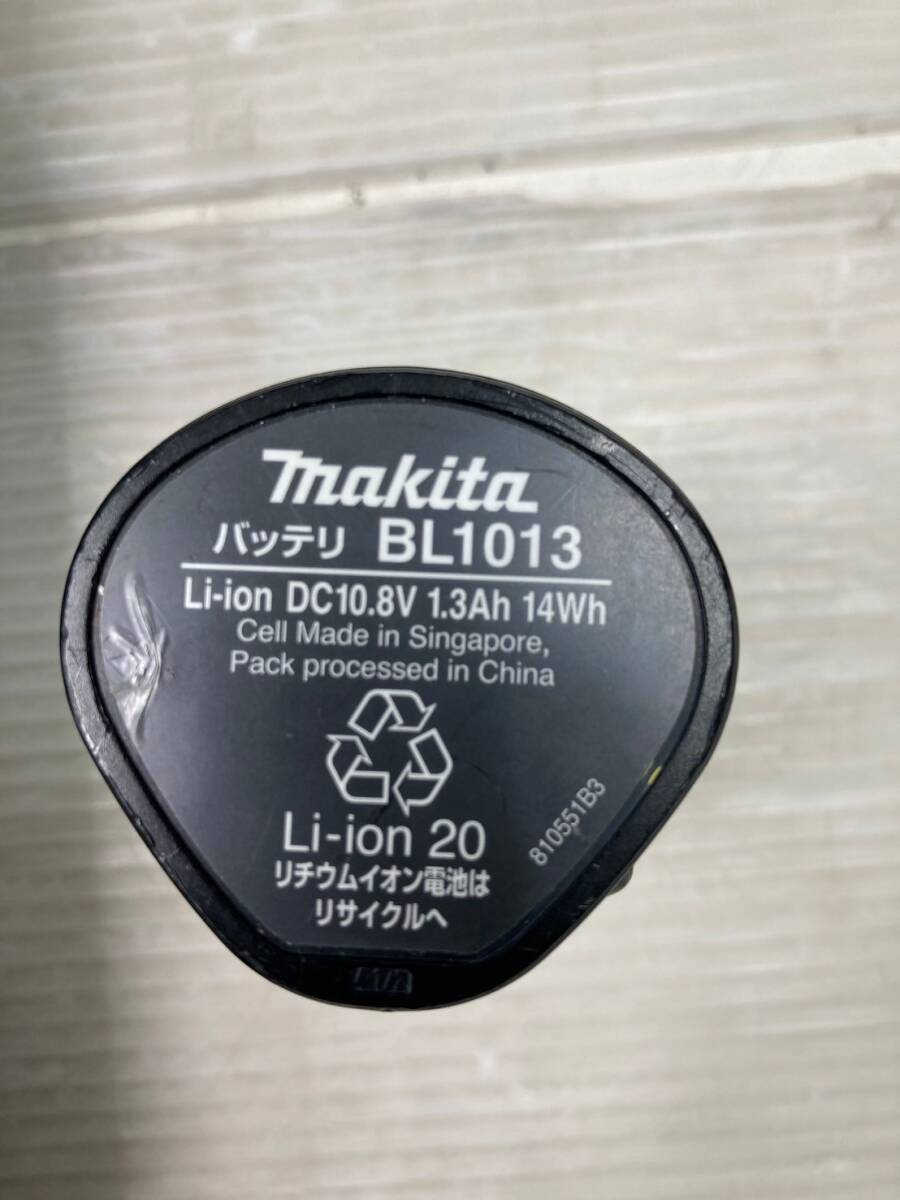 makita
バッテリ BL1013
Li-ion DC10.8V 1.3Ah 14Wh
Cell Made in Singapore,
Pack processed in China
Li-ion 20
810551B3
リチウムイオン電池は
リサイクルへ